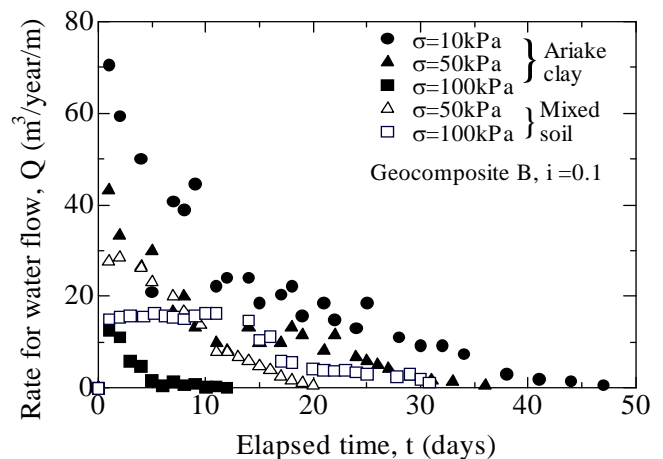 80
60
40
20
0
0
10
20
30
40
50
Rate for water flow, Q (m³/year/m)
Elapsed time, t (days)
σ=10kPa
σ=50kPa
σ=100kPa
Ariake
clay
σ=50kPa
σ=100kPa
Mixed
soil
Geocomposite B, i =0.1